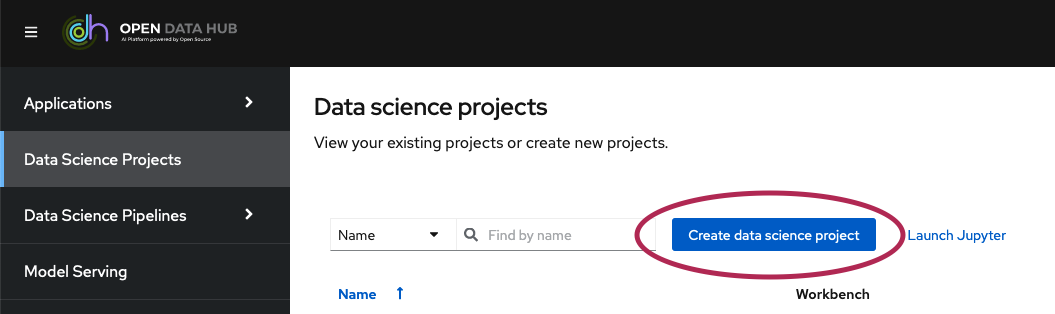 OPEN DATA HUB
AI Platform powered by Open Source
Applications
Data Science Projects
Data Science Pipelines
Model Serving
Data science projects
View your existing projects or create new projects.
Name Find by name Create data science project Launch Jupyter
Name Workbench